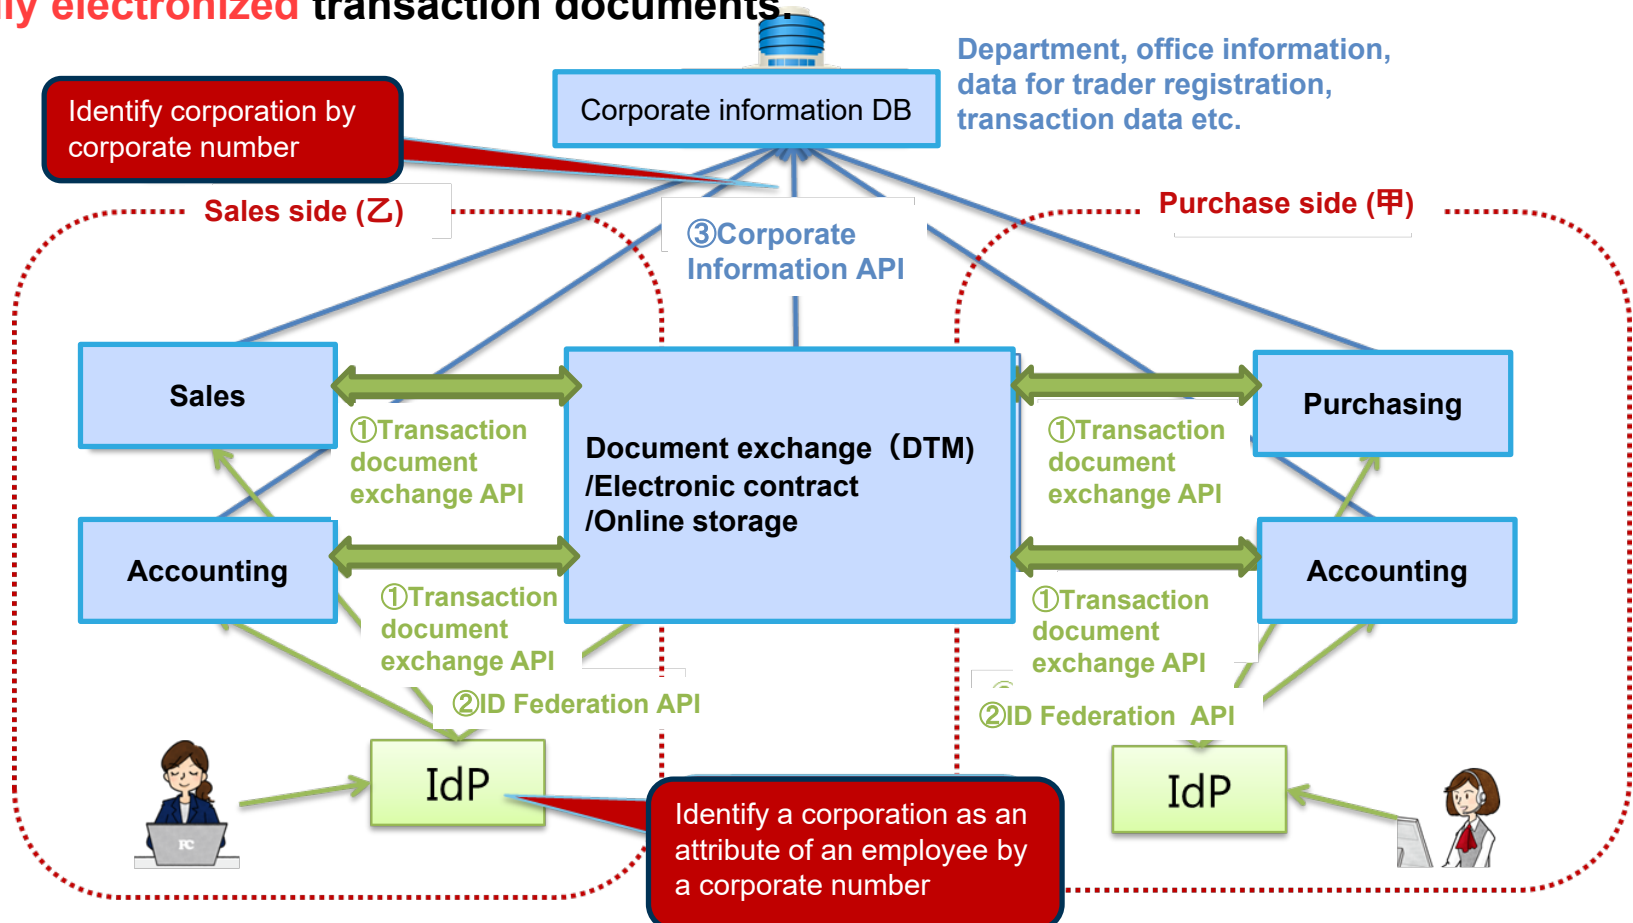 electronized transaction documents.
Department, office information,
data for trader registration,
transaction data etc.
Corporate information DB
Identify corporation by
corporate number
Sales side (乙)
Purchase side (甲)
③Corporate
Information API
Sales
Purchasing
①Transaction
document
exchange API
Document exchange（DTM)
/Electronic contract
/Online storage
①Transaction
document
exchange API
Accounting
Accounting
①Transaction
document
exchange API
①Transaction
document
exchange API
②ID Federation API
②ID Federation API
IdP
IdP
PC
Identify a corporation as an
attribute of an employee by
a corporate number